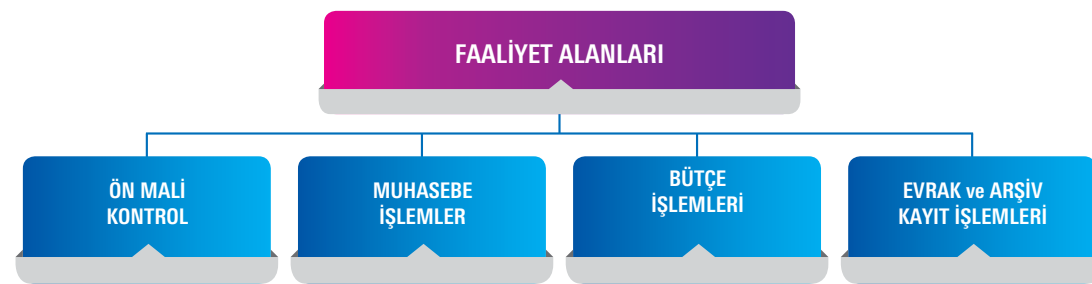 FAALİYET ALANLARI
ÖN MALİ
KONTROL
MUHASEBE
İŞLEMLER
BÜTÇE
İŞLEMLERİ
EVRAK ve ARŞİV
KAYIT İŞLEMLERİ